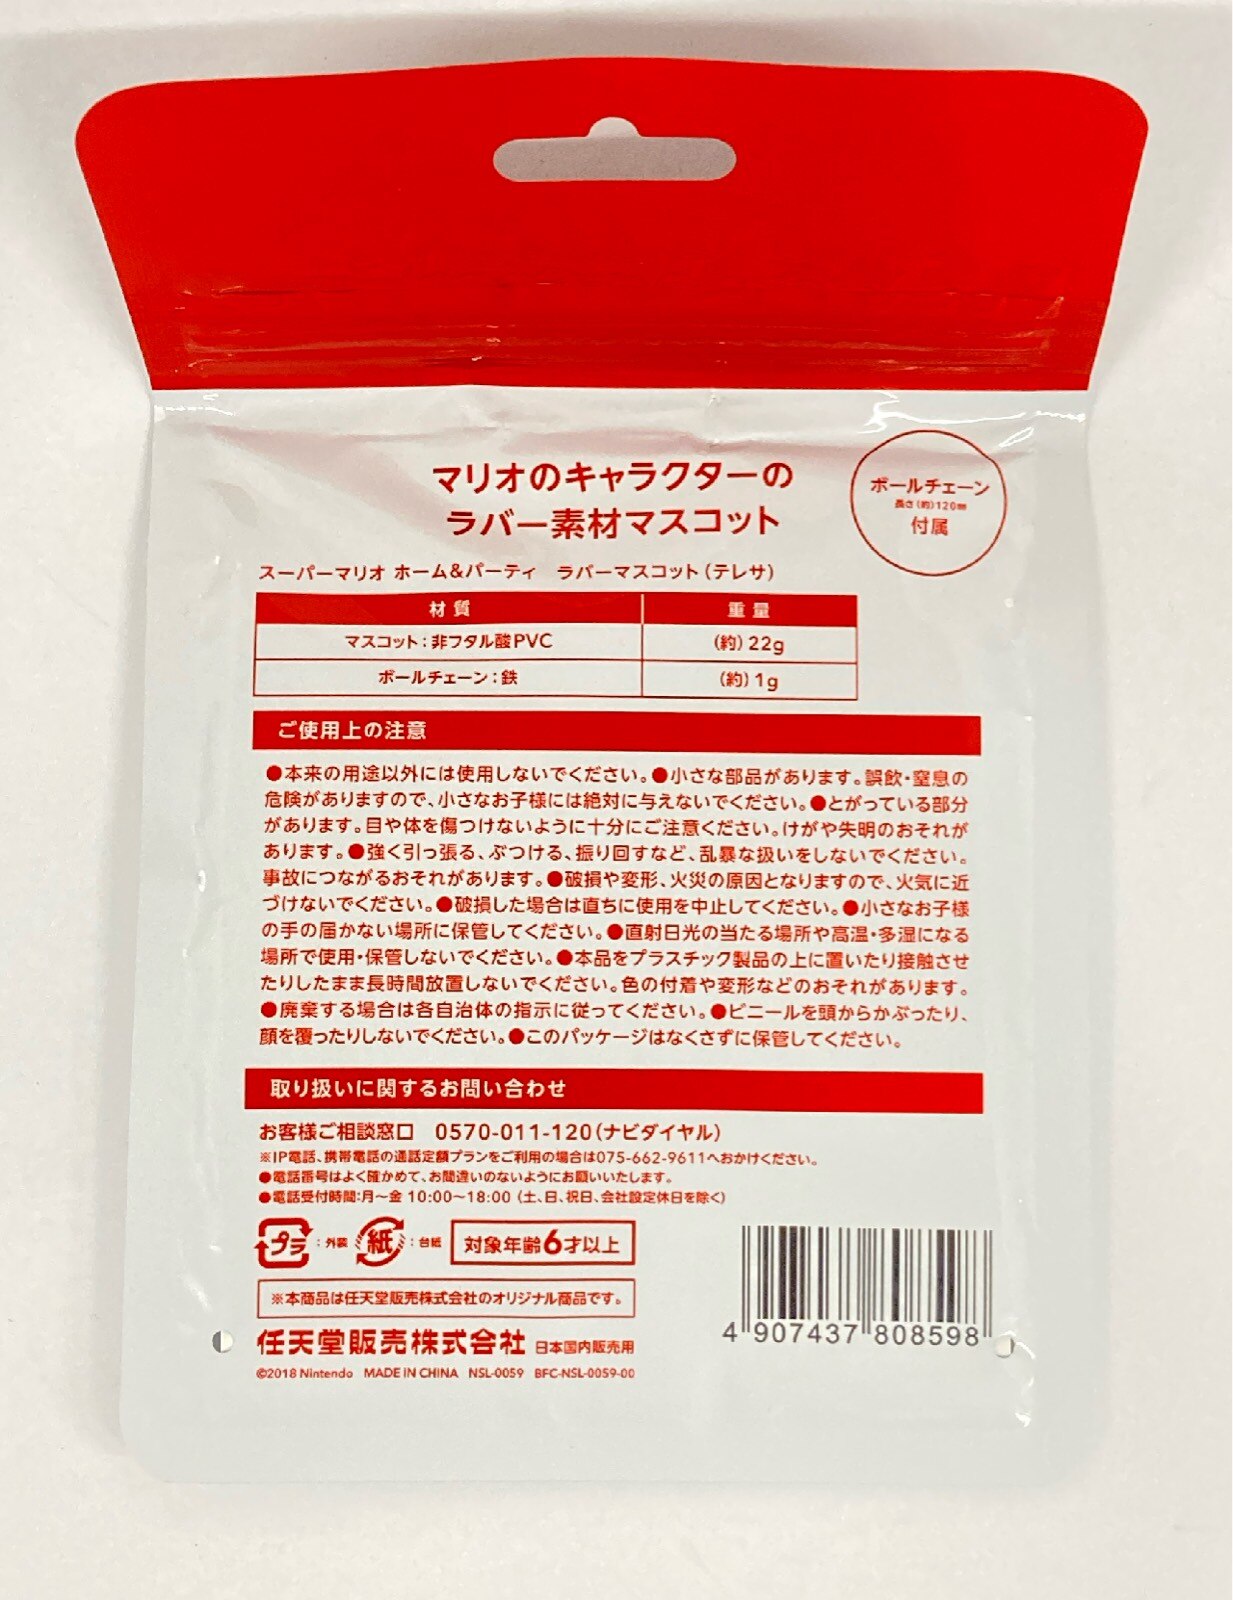 マリオのキャラクターの
ラバー素材マスコット
ボールチェーン
長さ(約)120㎜
付属
スーパーマリオ ホーム&パーティ　ラバーマスコット(テレサ)
材質　重量
マスコット:非フタル酸PVC　(約)22g
ボールチェーン:鉄　(約)1g
ご使用上の注意
●本来の用途以外には使用しないでください。●小さな部品があります。誤飲・窒息の
危険がありますので、小さなお子様には絶対に与えないでください。●とがっている部分
があります。目や体を傷つけないように十分にご注意ください。けがや失明のおそれが
あります。●強く引っ張る、ぶつける、振り回すなど、乱暴な扱いをしないでください。
事故につながるおそれがあります。●破損や変形、火災の原因となりますので、火気に近
づけないでください。●破損した場合は直ちに使用を中止してください。●小さなお子様
の手の届かない場所に保管してください。●直射日光の当たる場所や高温・多湿になる
場所で使用・保管しないでください。●本品をプラスチック製品の上に置いたり接触させ
たりしたまま長時間放置しないでください。色の付着や変形などのおそれがあります。
●廃棄する場合は各自治体の指示に従ってください。●ビニールを頭からかぶったり、
顔を覆ったりしないでください。●このパッケージはなくさずに保管してください。
取り扱いに関するお問い合わせ
お客様ご相談窓口　0570-011-120(ナビダイヤル)
※IP電話、携帯電話の通話定額プランをご利用の場合は075-662-9611へおかけください。
●電話番号はよく確かめて、お間違いのないようにお願いいたします。
●電話受付時間:月〜金 10:00〜18:00 (土、日、祝日、会社設定休日を除く)
プラ:外装 紙:台紙 対象年齢6才以上
※本商品は任天堂販売株式会社のオリジナル商品です。
任天堂販売株式会社 日本国内販売用
©2018 Nintendo　MADE IN CHINA　NSL-0059　BFC-NSL-0059-00
4 907437 808598